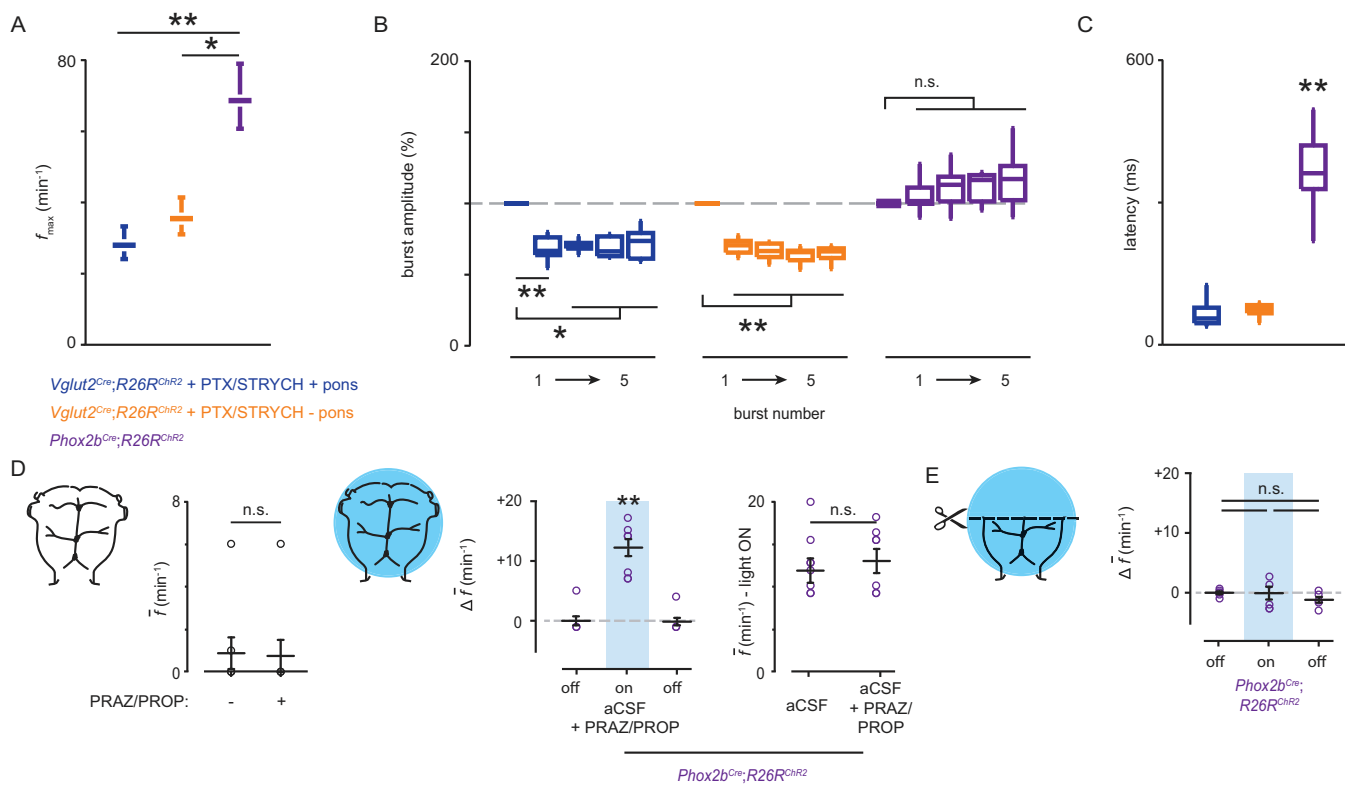 A
**
*
80
0
f max (min-1)
B
200
0
burst amplitude (%)
**
*
**
n.s.
1 → 5
1 → 5
1 → 5
burst number
C
600
0
latency (ms)
**
Vglut2Cre;R26RChR2 + PTX/STRYCH + pons
Vglut2Cre;R26RChR2 + PTX/STRYCH - pons
Phox2bCre;R26RChR2
D
8
0
f̄ (min-1)
n.s.
PRAZ/PROP: - +
+20
+10
0
Δ f̄ (min-1)
**
off on off
aCSF
+ PRAZ/PROP
20
0
f̄ (min-1) - light ON
n.s.
aCSF
aCSF
+ PRAZ/
PROP
Phox2bCre;R26RChR2
E
+20
+10
0
Δ f̄ (min-1)
n.s.
off on off
Phox2bCre;
R26RChR2